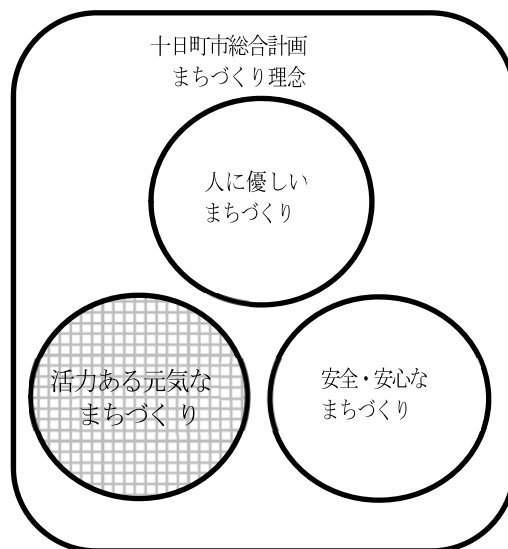 十日町市総合計画
まちづくり理念
人に優しい
まちづくり
活力ある元気な
まちづくり
安全・安心な
まちづくり